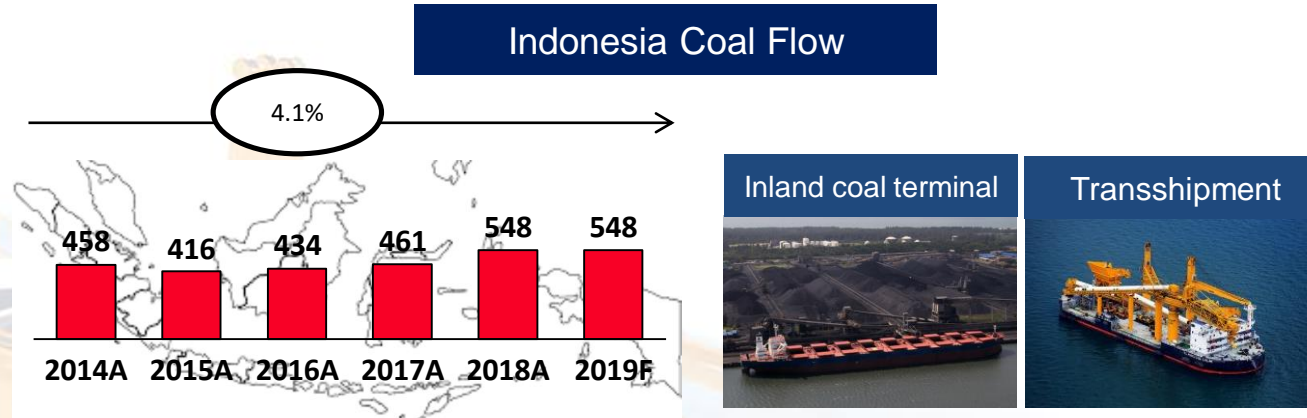 Indonesia Coal Flow
4.1%
458
416
434
461
548
548
2014A
2015A
2016A
2017A
2018A
2019F
Inland coal terminal
Transshipment